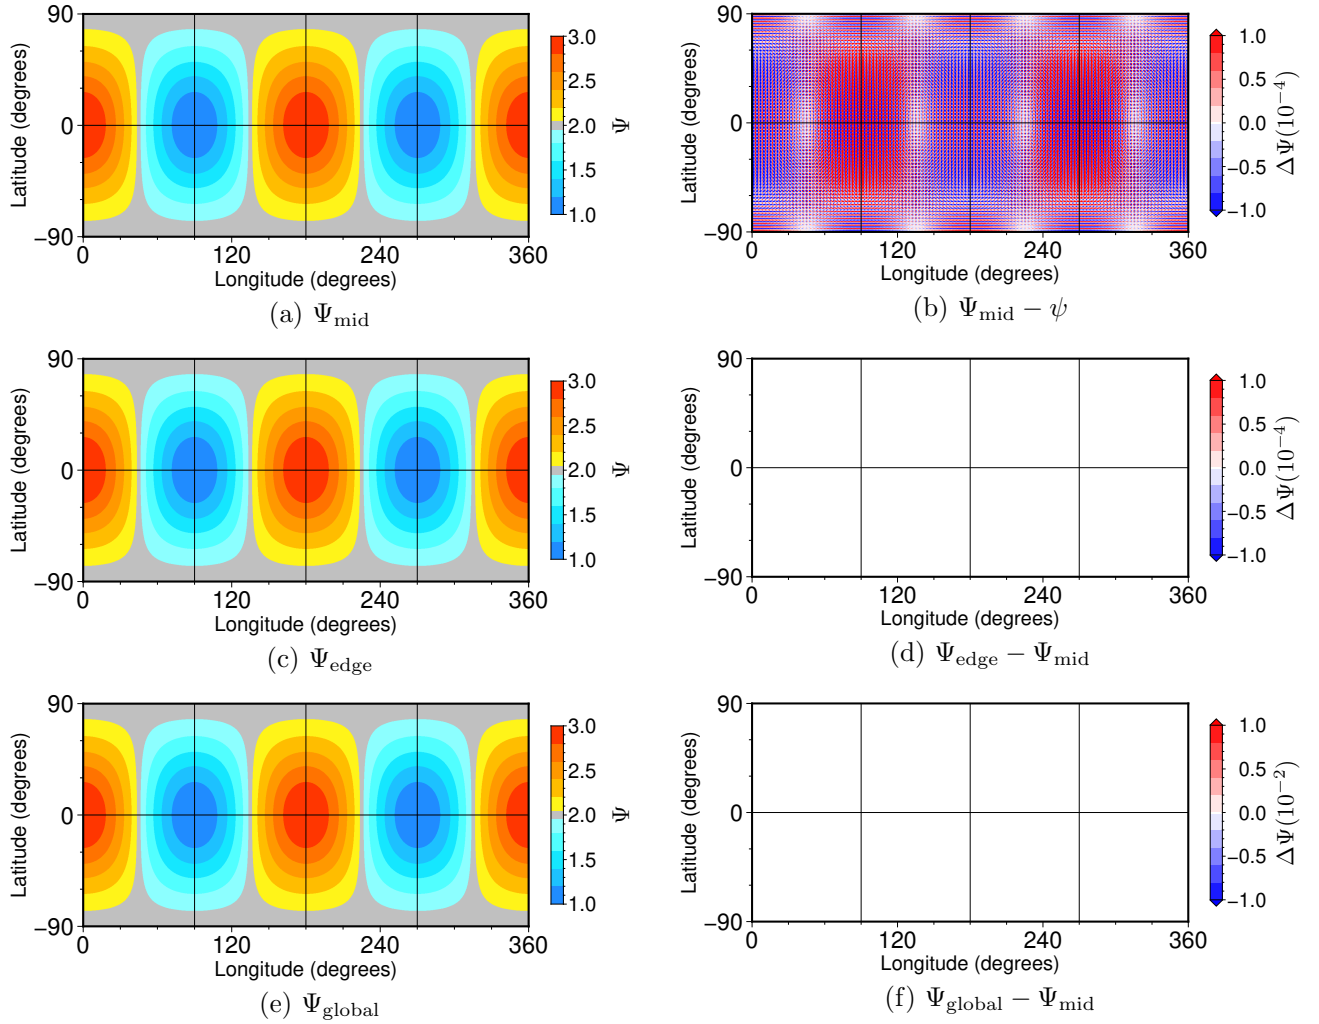 90
0
−90
Latitude (degrees)
0 120 240 360
Longitude (degrees)
3.0
2.5
2.0
1.5
1.0
Ψ
(a) Ψmid
90
0
−90
Latitude (degrees)
0 120 240 360
Longitude (degrees)
1.0
0.5
0.0
−0.5
−1.0
ΔΨ(10−4)
(b) Ψmid − ψ
90
0
−90
Latitude (degrees)
0 120 240 360
Longitude (degrees)
3.0
2.5
2.0
1.5
1.0
Ψ
(c) Ψedge
90
0
−90
Latitude (degrees)
0 120 240 360
Longitude (degrees)
1.0
0.5
0.0
−0.5
−1.0
ΔΨ(10−4)
(d) Ψedge − Ψmid
90
0
−90
Latitude (degrees)
0 120 240 360
Longitude (degrees)
3.0
2.5
2.0
1.5
1.0
Ψ
(e) Ψglobal
90
0
−90
Latitude (degrees)
0 120 240 360
Longitude (degrees)
1.0
0.5
0.0
−0.5
−1.0
ΔΨ(10−2)
(f) Ψglobal − Ψmid